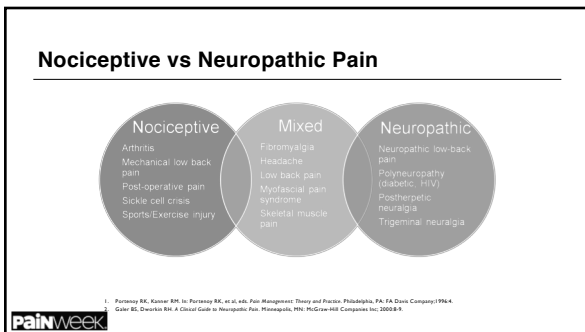 Nociceptive vs Neuropathic Pain
Nociceptive
Arthritis
Mechanical low back
pain
Post-operative pain
Sickle cell crisis
Sports/Exercise injury
Mixed
Fibromyalgia
Headache
Low back pain
Myofascial pain
syndrome
Skeletal muscle
pain
Neuropathic
Neuropathic low-back
pain
Polyneuropathy
(diabetic, HIV)
Postherpetic
neuralgia
Trigeminal neuralgia
1. Portenoy RK, Kanner RM. In: Portenoy RK, et al, eds. Pain Management: Theory and Practice. Philadelphia, PA: FA Davis Company;1996:4.
2. Galer BS, Dworkin RH. A Clinical Guide to Neuropathic Pain. Minneapolis, MN: McGraw-Hill Companies Inc; 2000:8-9.
PaiNWEEK.